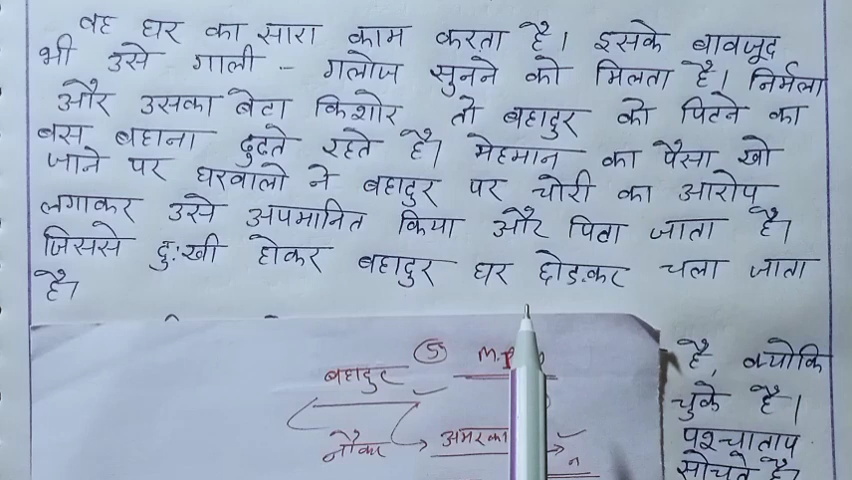 वह घर का सारा काम करता है। इसके बावजूद
भी उसे गाली - गलोज सुनने को मिलता है। निर्मला
और उसका बेटा किशोर तो बहादुर को पिटने का
बस बहाना ढुढते रहते है। मेहमान का पैसा खो
जाने पर घरवालो ने बहादुर पर चोरी का आरोप
लगाकर उसे अपमानित किया और पिटा जाता है।
जिससे दुःखी होकर बहादुर घर छोड़कर चला जाता
है।
है, क्योकि
चुके है।
पश्चाताप
सोचते है।
बहादुर 5
नौकर